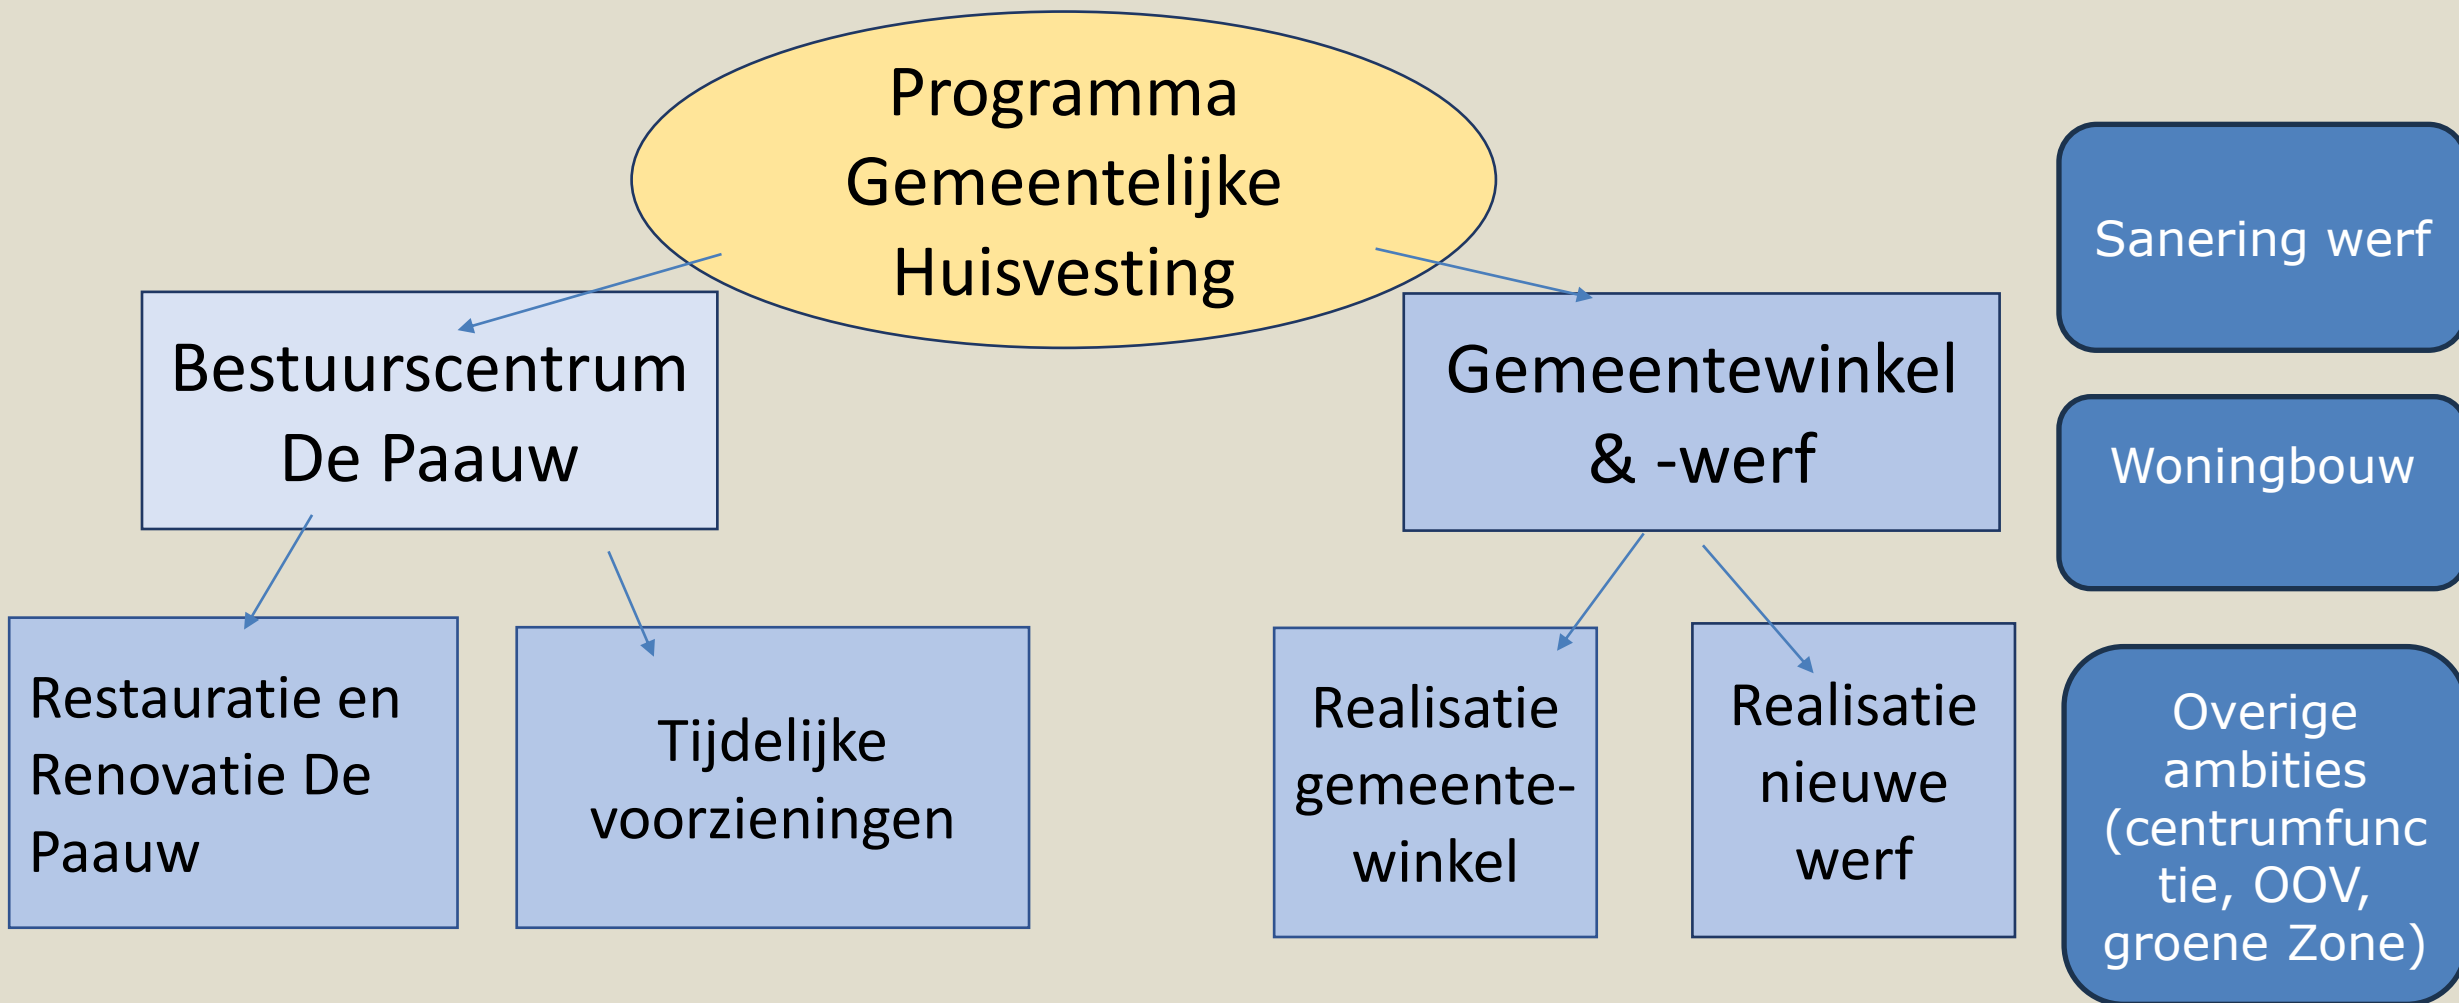 Programma
Gemeentelijke
Huisvesting
Bestuurscentrum
De Paauw
Gemeentewinkel
& -werf
Restauratie en
Renovatie De
Paauw
Tijdelijke
voorzieningen
Realisatie
gemeente-
winkel
Realisatie
nieuwe
werf
Sanering werf
Woningbouw
Overige
ambities
(centrumfunc
tie, OOV,
groene Zone)